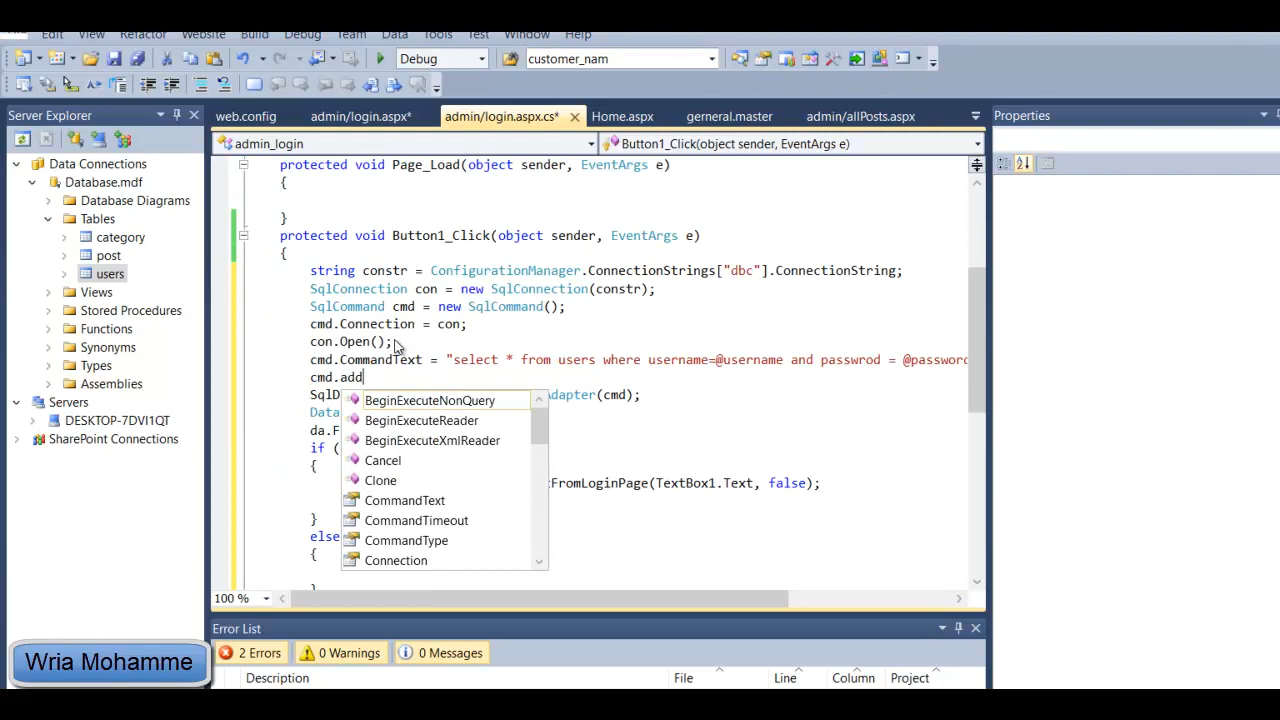 Edit View Refactor Website Build Debug Team Data Tools Test Window Help
Debug customer_nam
Server Explorer
Data Connections
Database.mdf
Database Diagrams
Tables
category
post
users
Views
Stored Procedures
Functions
Synonyms
Types
Assemblies
Servers
DESKTOP-7DVI1QT
SharePoint Connections
web.config admin/login.aspx* admin/login.aspx.cs* Home.aspx gerneral.master admin/allPosts.aspx
admin_login Button1_Click(object sender, EventArgs e)
protected void Page_Load(object sender, EventArgs e)
{
}
protected void Button1_Click(object sender, EventArgs e)
{
string constr = ConfigurationManager.ConnectionStrings["dbc"].ConnectionString;
SqlConnection con = new SqlConnection(constr);
SqlCommand cmd = new SqlCommand();
cmd.Connection = con;
con.Open();
cmd.CommandText = "select * from users where username=@username and passwrod = @password
cmd.add
SqlD Adapter(cmd);
Data
da.F
if (
{
FromLoginPage(TextBox1.Text, false);
}
else
{
}
BeginExecuteNonQuery
BeginExecuteReader
BeginExecuteXmlReader
Cancel
Clone
CommandText
CommandTimeout
CommandType
Connection
100 %
Error List
2 Errors 0 Warnings 0 Messages
Description File Line Column Project
Properties
Wria Mohamme